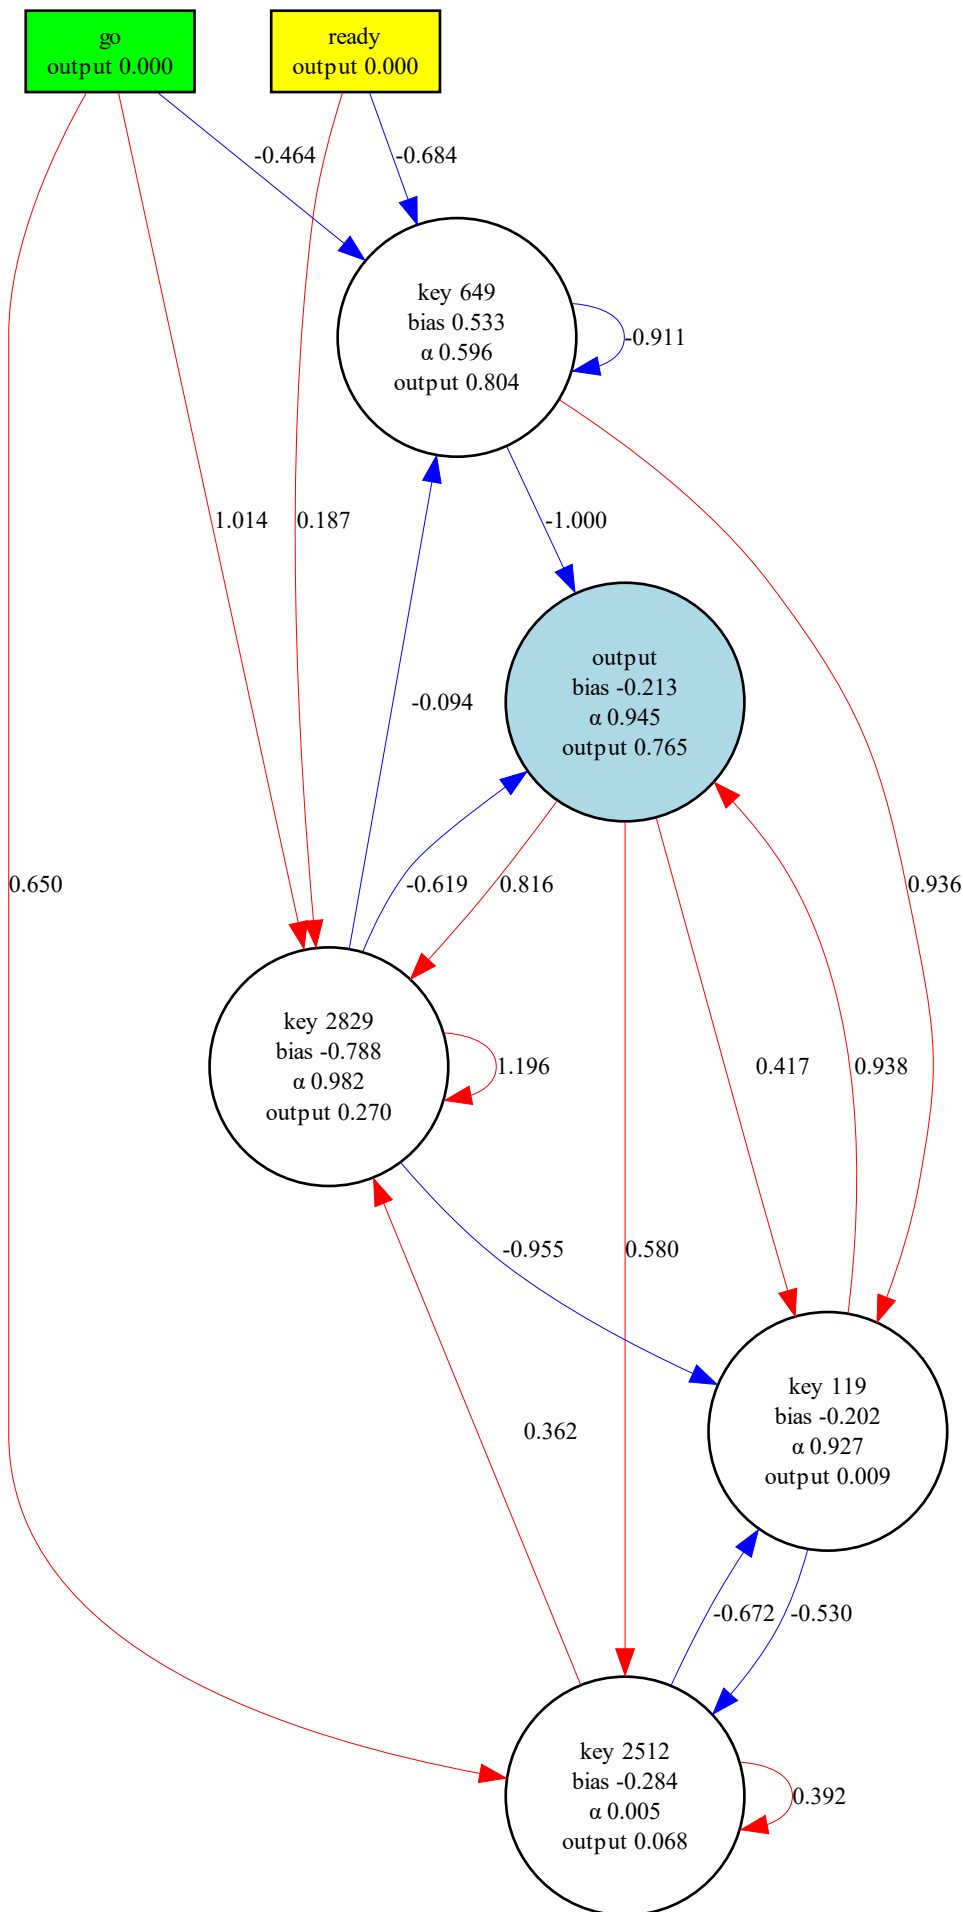 go
output 0.000
ready
output 0.000
-0.464
-0.684
key 649
bias 0.533
α 0.596
output 0.804
-0.911
1.014
0.187
-1.000
output
bias -0.213
α 0.945
output 0.765
-0.094
0.650
-0.619
0.816
0.936
key 2829
bias -0.788
α 0.982
output 0.270
1.196
0.417
0.938
-0.955
0.580
key 119
bias -0.202
α 0.927
output 0.009
0.362
-0.672
-0.530
key 2512
bias -0.284
α 0.005
output 0.068
0.392